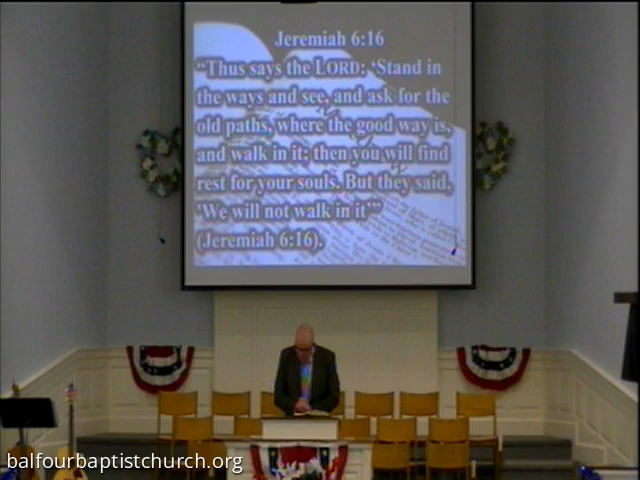 Jeremiah 6:16
“Thus says the LORD: ‘Stand in
the ways and see, and ask for the
old paths, where the good way is,
and walk in it; then you will find
rest for your souls. But they said,
‘We will not walk in it’”
(Jeremiah 6:16).
balfourbaptistchurch.org